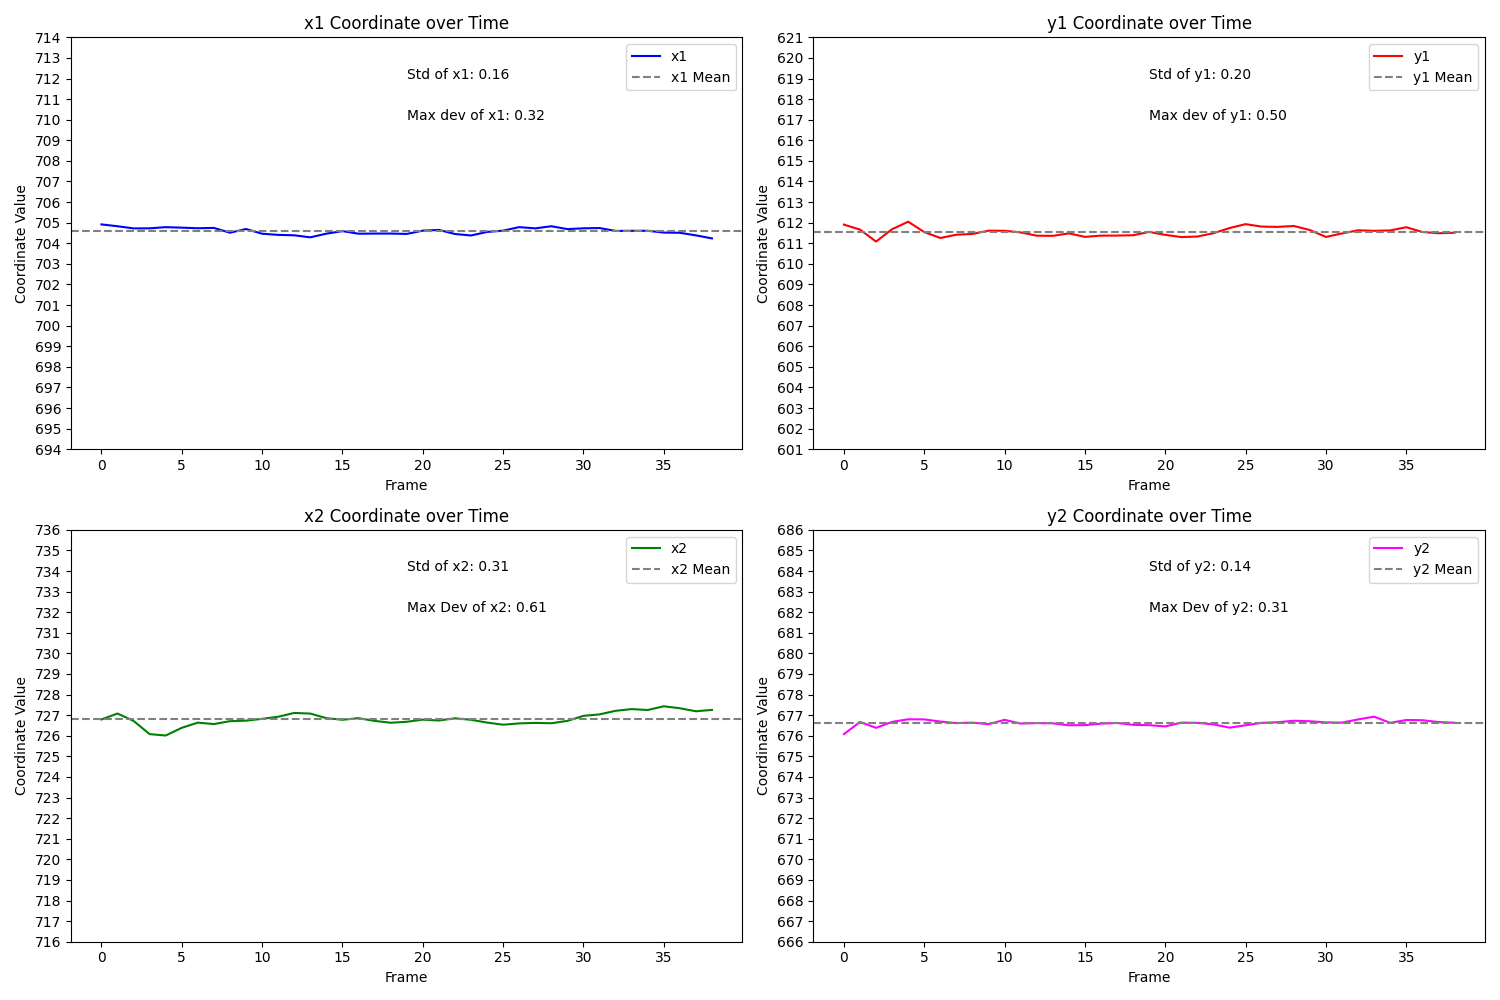 x1 Coordinate over Time
714
713
712
711
710
709
708
707
706
705
704
703
702
701
700
699
698
697
696
695
694
Coordinate Value
Std of x1: 0.16
Max dev of x1: 0.32
x1
x1 Mean
0 5 10 15 20 25 30 35
Frame
y1 Coordinate over Time
621
620
619
618
617
616
615
614
613
612
611
610
609
608
607
606
605
604
603
602
601
Coordinate Value
Std of y1: 0.20
Max dev of y1: 0.50
y1
y1 Mean
0 5 10 15 20 25 30 35
Frame
x2 Coordinate over Time
736
735
734
733
732
731
730
729
728
727
726
725
724
723
722
721
720
719
718
717
716
Coordinate Value
Std of x2: 0.31
Max Dev of x2: 0.61
x2
x2 Mean
0 5 10 15 20 25 30 35
Frame
y2 Coordinate over Time
686
685
684
683
682
681
680
679
678
677
676
675
674
673
672
671
670
669
668
667
666
Coordinate Value
Std of y2: 0.14
Max Dev of y2: 0.31
y2
y2 Mean
0 5 10 15 20 25 30 35
Frame